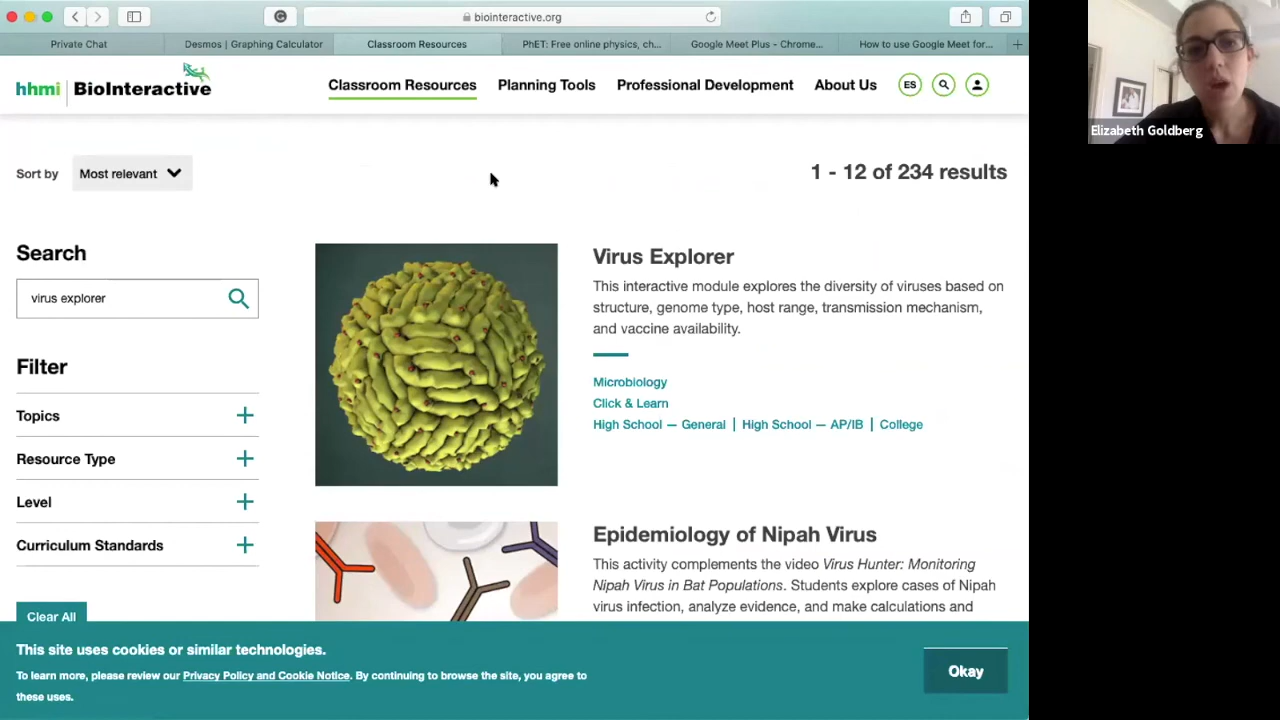 biointeractive.org
Private Chat
Desmos | Graphing Calculator
Classroom Resources
PhET: Free online physics, ch...
Google Meet Plus - Chrome...
How to use Google Meet for...
hhmi | BioInteractive
Classroom Resources
Planning Tools
Professional Development
About Us
ES
Elizabeth Goldberg
Sort by
Most relevant
1 - 12 of 234 results
Search
virus explorer
Filter
Topics
Resource Type
Level
Curriculum Standards
Clear All
Virus Explorer
This interactive module explores the diversity of viruses based on
structure, genome type, host range, transmission mechanism,
and vaccine availability.
Microbiology
Click & Learn
High School — General | High School — AP/IB | College
Epidemiology of Nipah Virus
This activity complements the video Virus Hunter: Monitoring
Nipah Virus in Bat Populations. Students explore cases of Nipah
virus infection, analyze evidence, and make calculations and
This site uses cookies or similar technologies.
To learn more, please review our Privacy Policy and Cookie Notice. By continuing to browse the site, you agree to
these uses.
Okay